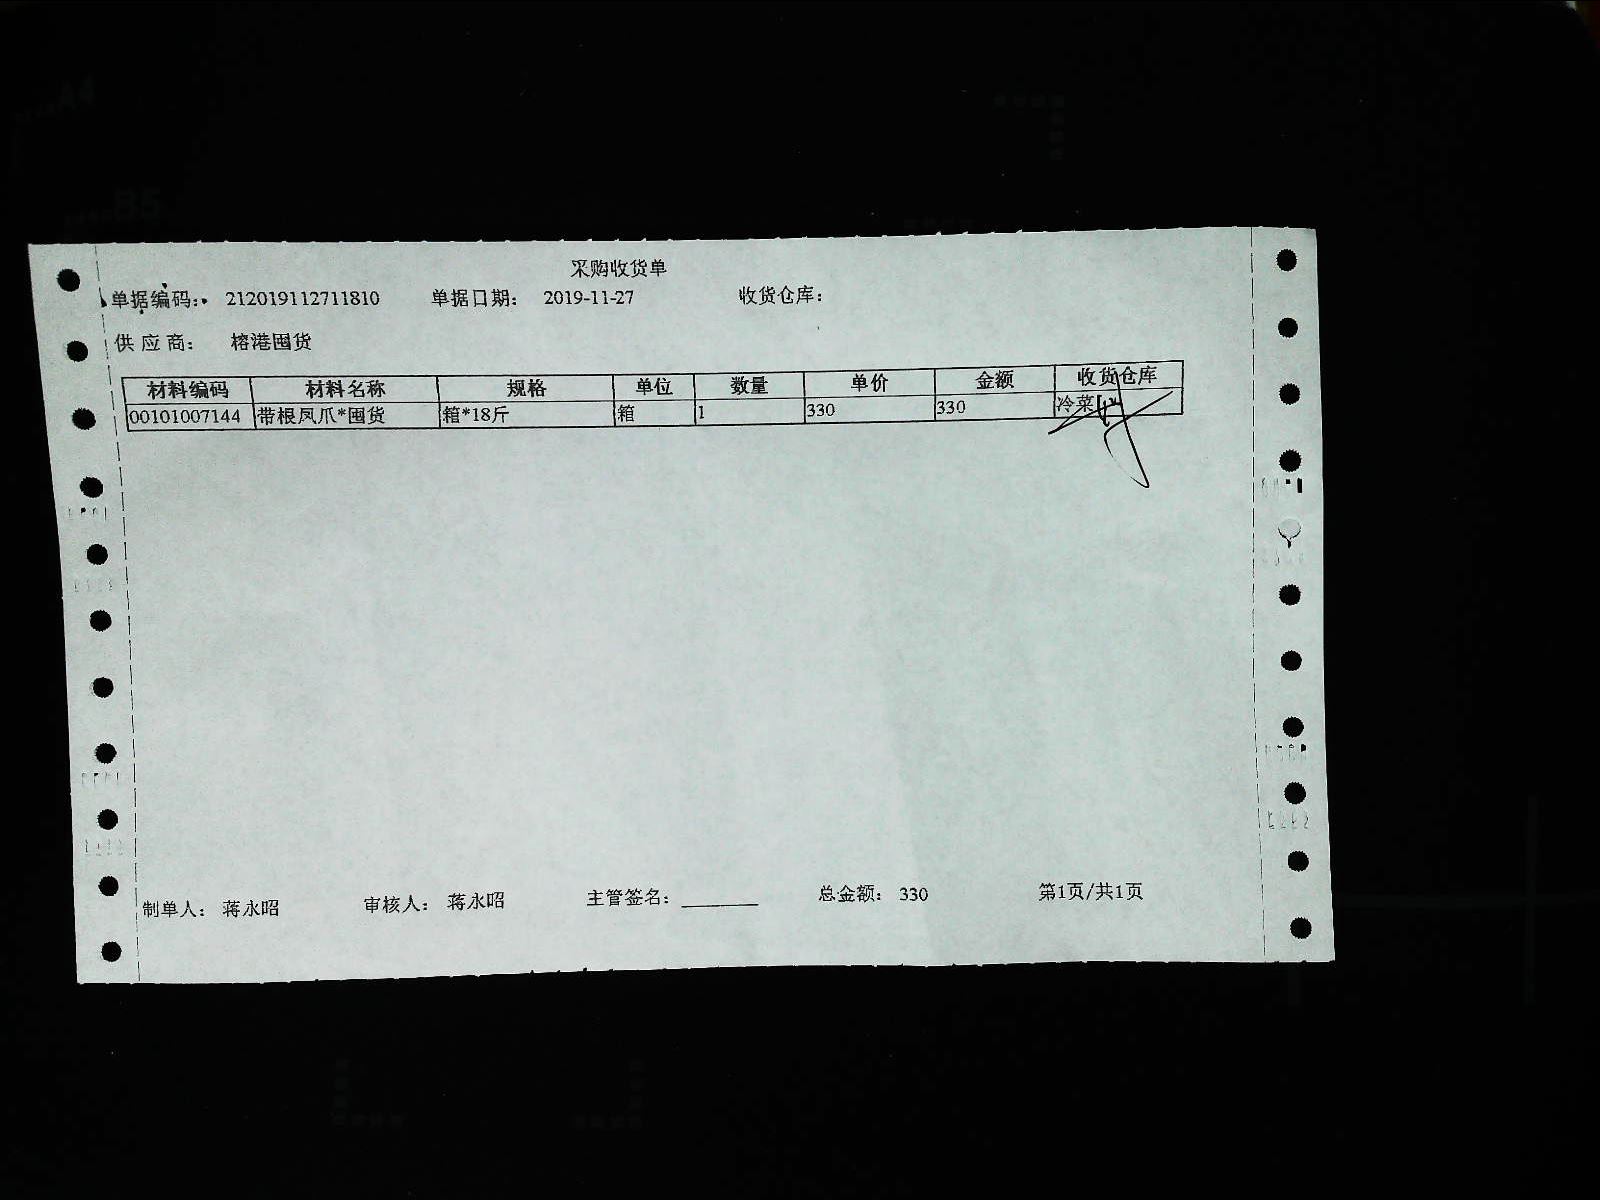 采购收货单
单据编码: 212019112711810 单据日期: 2019-11-27 收货仓库:
供应商: 榕港囤货
材料编码 材料名称 规格 单位 数量 单价 金额 收货仓库
00101007144 带根凤爪*囤货 箱*18斤 箱 1 330 330 冷菜
制单人: 蒋永昭 审核人: 蒋永昭 主管签名: 总金额: 330 第1页/共1页